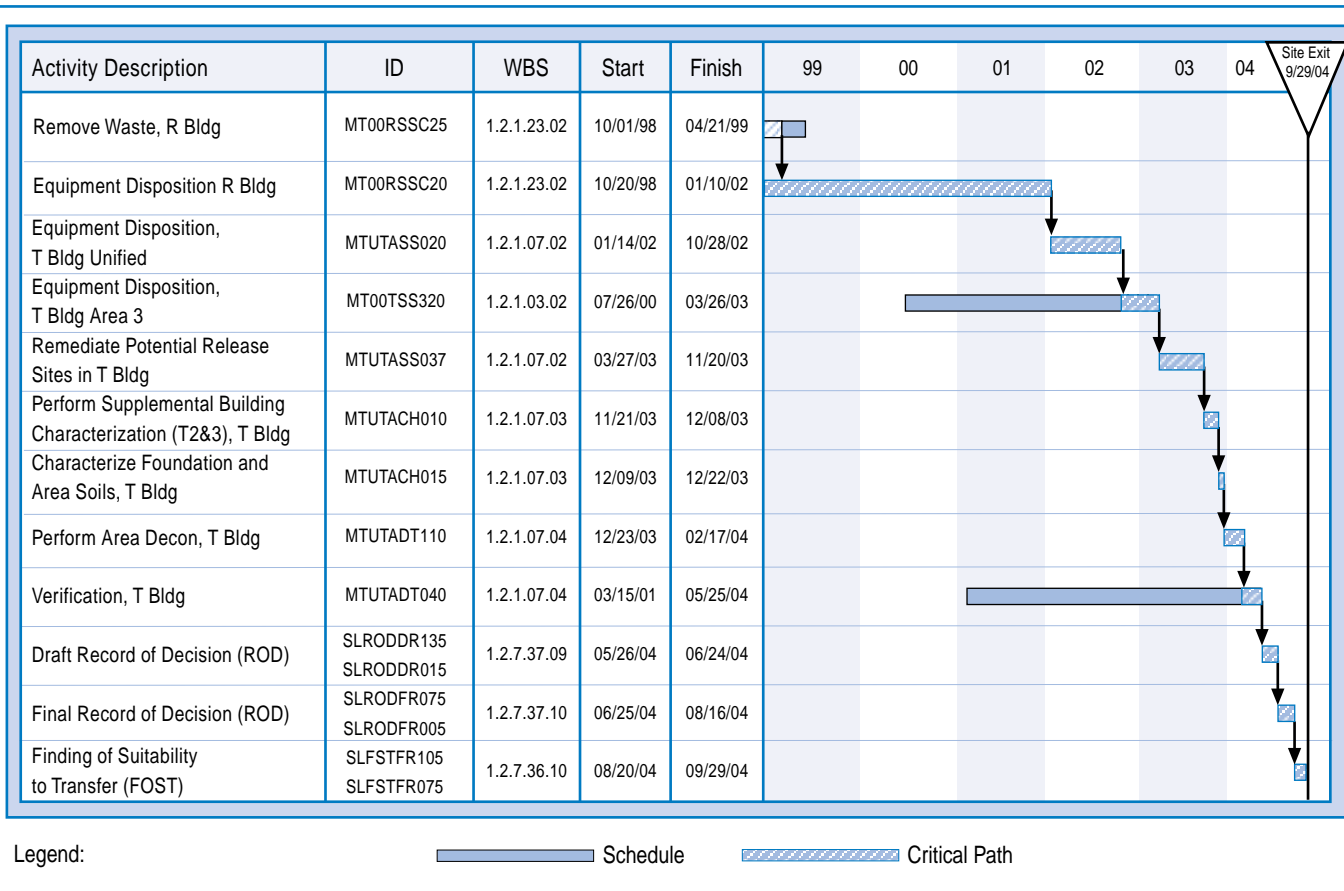 Activity Description ID WBS Start Finish 99 00 01 02 03 04 Site Exit
9/29/04
Remove Waste, R Bldg MT00RSSC25 1.2.1.23.02 10/01/98 04/21/99
Equipment Disposition R Bldg MT00RSSC20 1.2.1.23.02 10/20/98 01/10/02
Equipment Disposition,
T Bldg Unified MTUTASS020 1.2.1.07.02 01/14/02 10/28/02
Equipment Disposition,
T Bldg Area 3 MT00TSS320 1.2.1.03.02 07/26/00 03/26/03
Remediate Potential Release
Sites in T Bldg MTUTASS037 1.2.1.07.02 03/27/03 11/20/03
Perform Supplemental Building
Characterization (T2&3), T Bldg MTUTACH010 1.2.1.07.03 11/21/03 12/08/03
Characterize Foundation and
Area Soils, T Bldg MTUTACH015 1.2.1.07.03 12/09/03 12/22/03
Perform Area Decon, T Bldg MTUTADT110 1.2.1.07.04 12/23/03 02/17/04
Verification, T Bldg MTUTADT040 1.2.1.07.04 03/15/01 05/25/04
Draft Record of Decision (ROD) SLRODDR135 1.2.7.37.09 05/26/04 06/24/04
SLRODDR015
Final Record of Decision (ROD) SLRODFR075 1.2.7.37.10 06/25/04 08/16/04
SLRODFR005
Finding of Suitability SLFSTFR105 1.2.7.36.10 08/20/04 09/29/04
to Transfer (FOST) SLFSTFR075
Legend: Schedule Critical Path